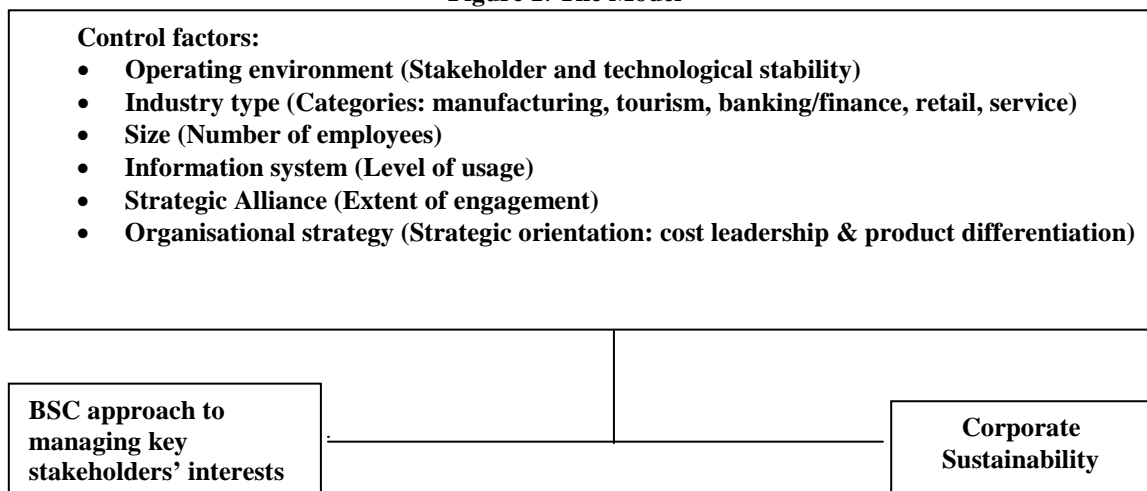 Control factors:
• Operating environment (Stakeholder and technological stability)
• Industry type (Categories: manufacturing, tourism, banking/finance, retail, service)
• Size (Number of employees)
• Information system (Level of usage)
• Strategic Alliance (Extent of engagement)
• Organisational strategy (Strategic orientation: cost leadership & product differentiation)
BSC approach to
managing key
stakeholders' interests
Corporate
Sustainability